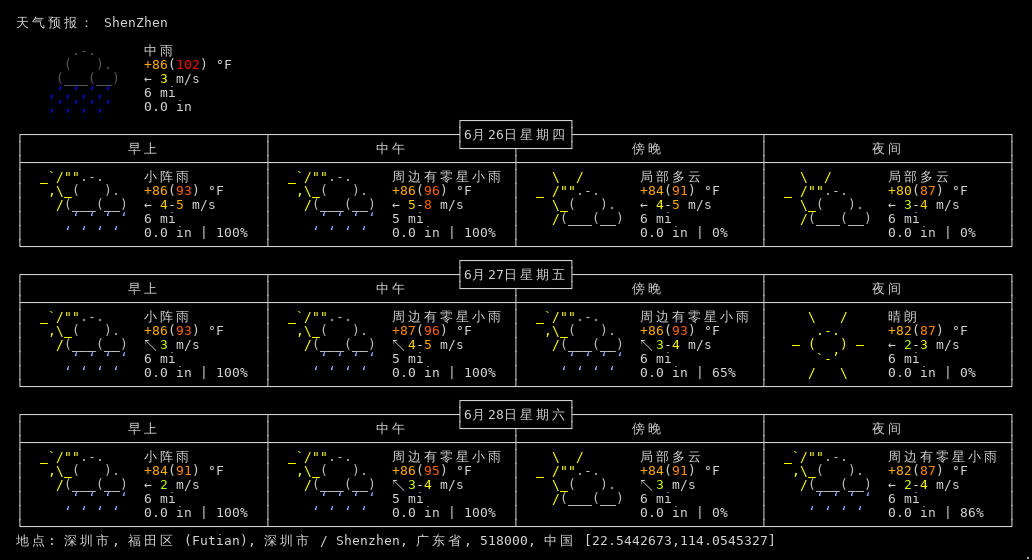 天气预报： ShenZhen
中雨
+86(102) °F
← 3 m/s
6 mi
0.0 in
6月26日星期四
早上 中午 傍晚 夜间
小阵雨 周边有零星小雨 局部多云 局部多云
+86(93) °F +86(96) °F +84(91) °F +80(87) °F
← 4-5 m/s ← 5-8 m/s ← 4-5 m/s ← 3-4 m/s
6 mi 5 mi 6 mi 6 mi
0.0 in | 100% 0.0 in | 100% 0.0 in | 0% 0.0 in | 0%
6月27日星期五
早上 中午 傍晚 夜间
小阵雨 周边有零星小雨 周边有零星小雨 晴朗
+86(93) °F +87(96) °F +86(93) °F +82(87) °F
↖ 3 m/s ↖ 4-5 m/s ↖ 3-4 m/s ← 2-3 m/s
6 mi 5 mi 6 mi 6 mi
0.0 in | 100% 0.0 in | 100% 0.0 in | 65% 0.0 in | 0%
6月28日星期六
早上 中午 傍晚 夜间
小阵雨 周边有零星小雨 局部多云 周边有零星小雨
+84(91) °F +86(95) °F +84(91) °F +82(87) °F
← 2 m/s ↖ 3-4 m/s ↖ 3 m/s ← 2-4 m/s
6 mi 5 mi 6 mi 6 mi
0.0 in | 100% 0.0 in | 100% 0.0 in | 0% 0.0 in | 86%
地点: 深圳市, 福田区 (Futian), 深圳市 / Shenzhen, 广东省, 518000, 中国 [22.5442673,114.0545327]